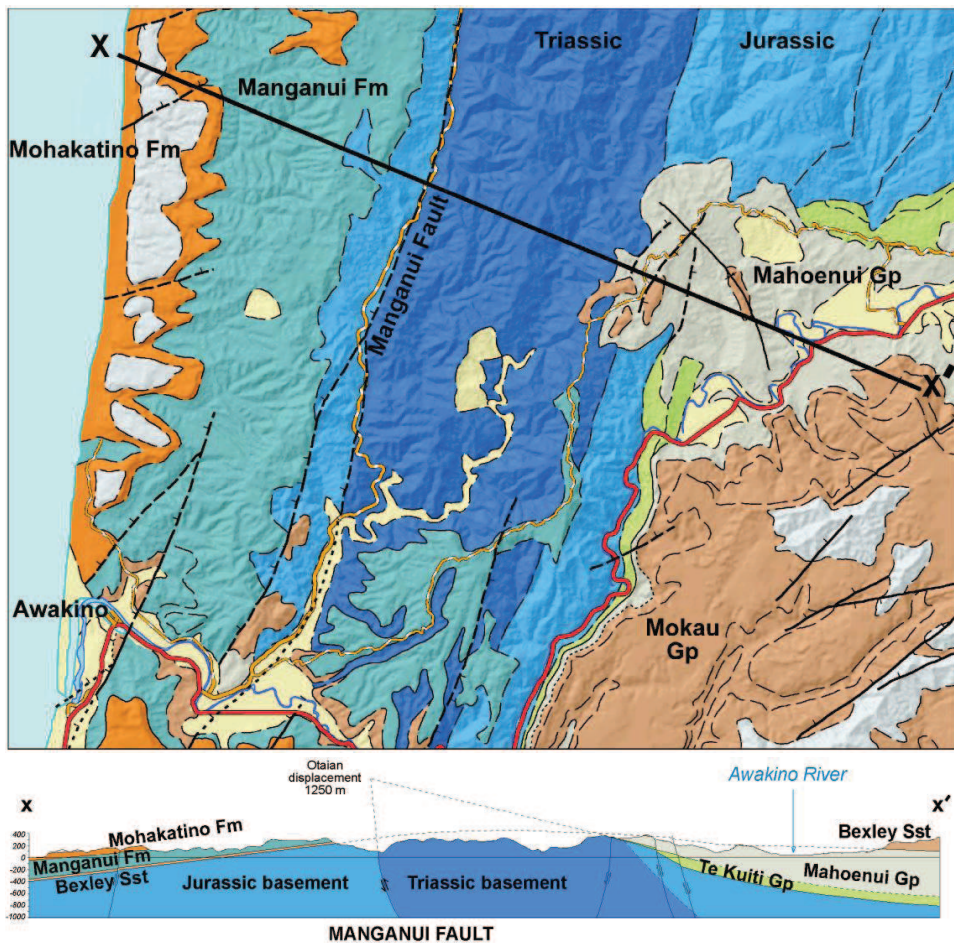 X
Triassic
Jurassic
Manganui Fm
Mohakatino Fm
Manganui Fault
Mahoenui Gp
X'
Awakino
Mokau
Gp
Otaian
displacement
1250 m
Awakino River
x
x'
Mohakatino Fm
Bexley Sst
400
200
0
-200
-400
-600
-800
-1000
Manganui Fm
Bexley Sst
Jurassic basement
Triassic basement
Te Kuiti Gp
Mahoenui Gp
MANGANUI FAULT